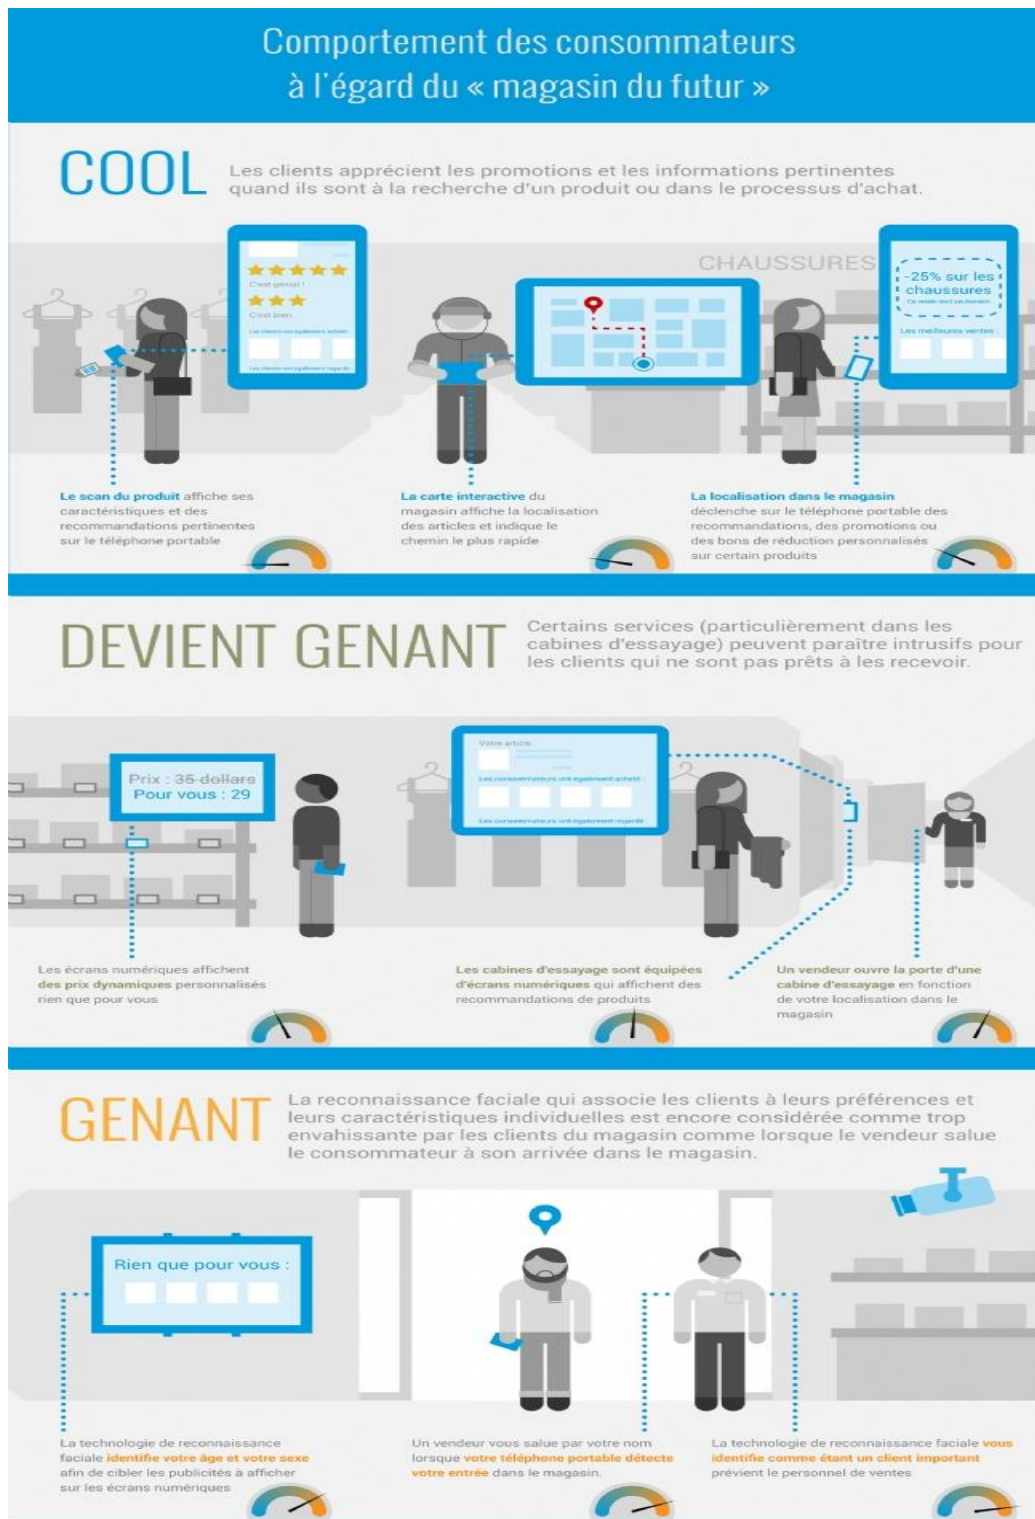 Comportement des consommateurs
à l'égard du « magasin du futur »
COOL
Les clients apprécient les promotions et les informations pertinentes
quand ils sont à la recherche d'un produit ou dans le processus d'achat.
C'est génial !
C'est bien
Les clients ont également acheté
Les clients ont également regardé
CHAUSSURES
-25% sur les
chaussures
Ce week-end seulement
Les meilleures ventes :
Le scan du produit affiche ses
caractéristiques et des
recommandations pertinentes
sur le téléphone portable
La carte interactive du
magasin affiche la localisation
des articles et indique le
chemin le plus rapide
La localisation dans le magasin
déclenche sur le téléphone portable des
recommandations, des promotions ou
des bons de réduction personnalisés
sur certain produits
DEVIENT GENANT
Certains services (particulièrement dans les
cabines d'essayage) peuvent paraître intrusifs pour
les clients qui ne sont pas prêts à les recevoir.
Prix : 35 dollars
Pour vous : 29
Votre article :
Les consommateurs ont également acheté :
Les consommateurs ont également regardé :
Les écrans numériques affichent
des prix dynamiques personnalisés
rien que pour vous
Les cabines d'essayage sont équipées
d'écrans numériques qui affichent des
recommandations de produits
Un vendeur ouvre la porte d'une
cabine d'essayage en fonction
de votre localisation dans le
magasin
GENANT
La reconnaissance faciale qui associe les clients à leurs préférences et
leurs caractéristiques individuelles est encore considérée comme trop
envahissante par les clients du magasin comme lorsque le vendeur salue
le consommateur à son arrivée dans le magasin.
Rien que pour vous :
La technologie de reconnaissance
faciale identifie votre âge et votre sexe
afin de cibler les publicités à afficher
sur les écrans numériques
Un vendeur vous salue par votre nom
lorsque votre téléphone portable détecte
votre entrée dans le magasin.
La technologie de reconnaissance faciale vous
identifie comme étant un client important
prévient le personnel de ventes